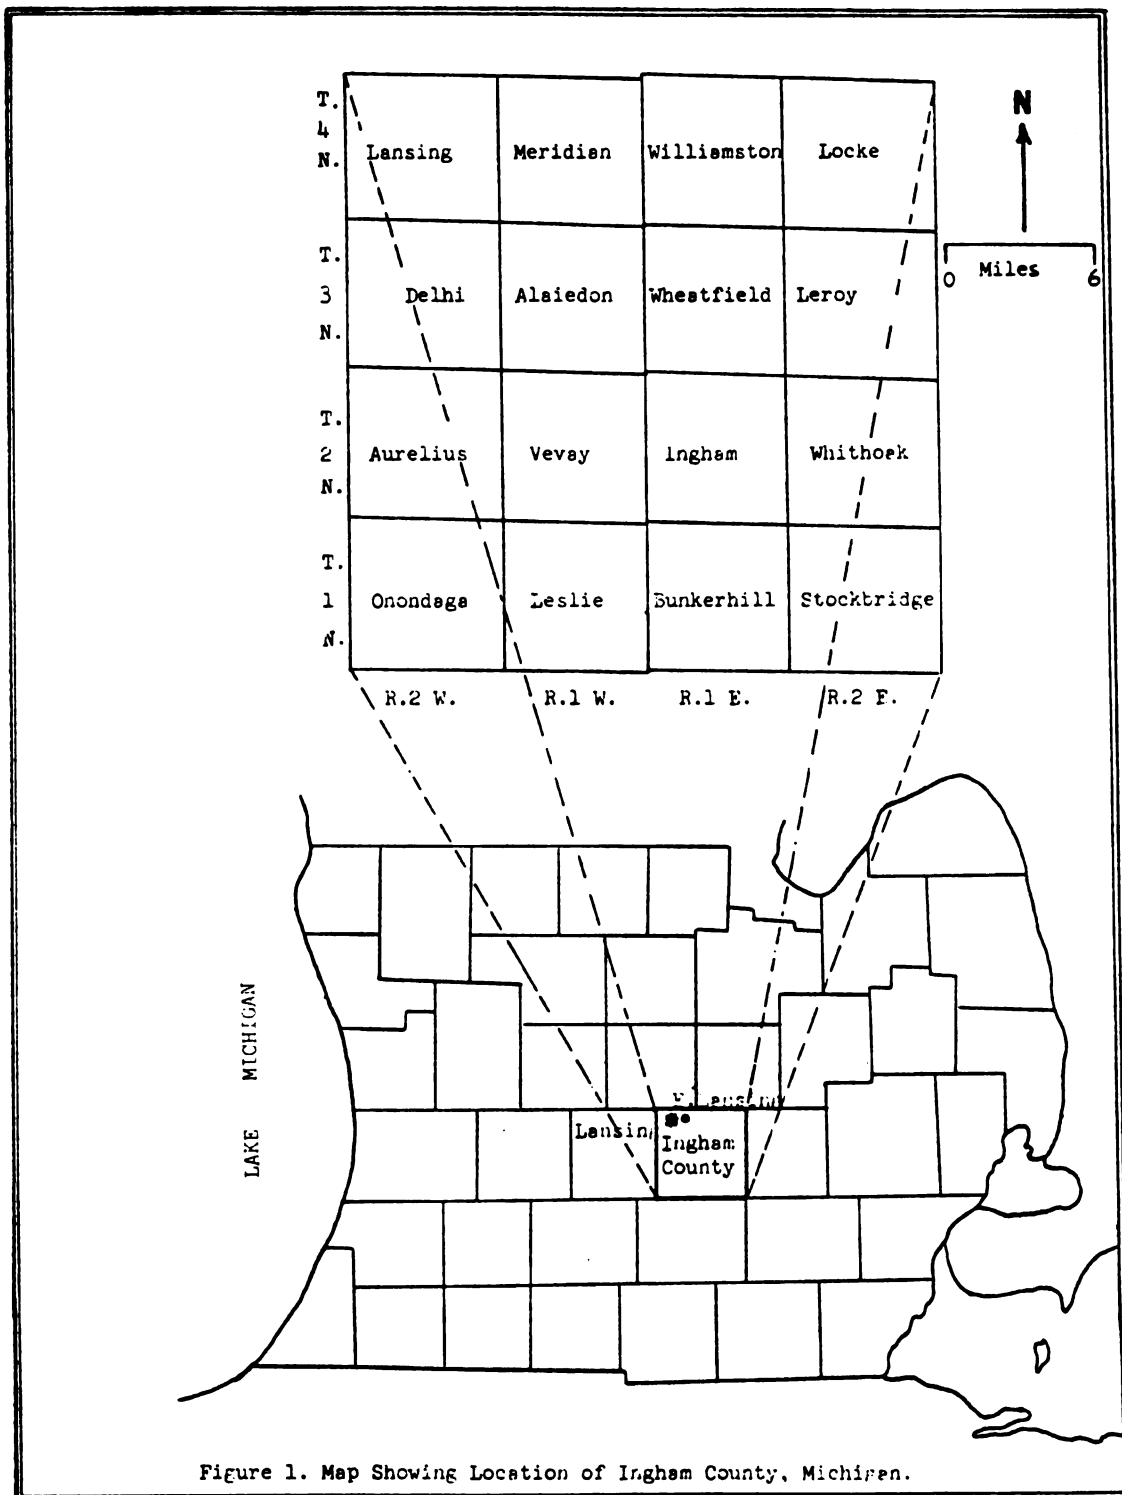 N
T.
4
N.
Lansing Meridian Williamston Locke
0 Miles 6
T.
3
N.
Delhi Alaiedon Wheatfield Leroy
T.
2
N.
Aurelius Vevay Ingham Whithoek
T.
1
N.
Onondaga Leslie Bunkerhill Stockbridge
R.2 W. R.1 W. R.1 E. R.2 E.
LAKE MICHIGAN
E.Lansing
Lansing
Ingham
County
Figure 1. Map Showing Location of Ingham County, Michigan.